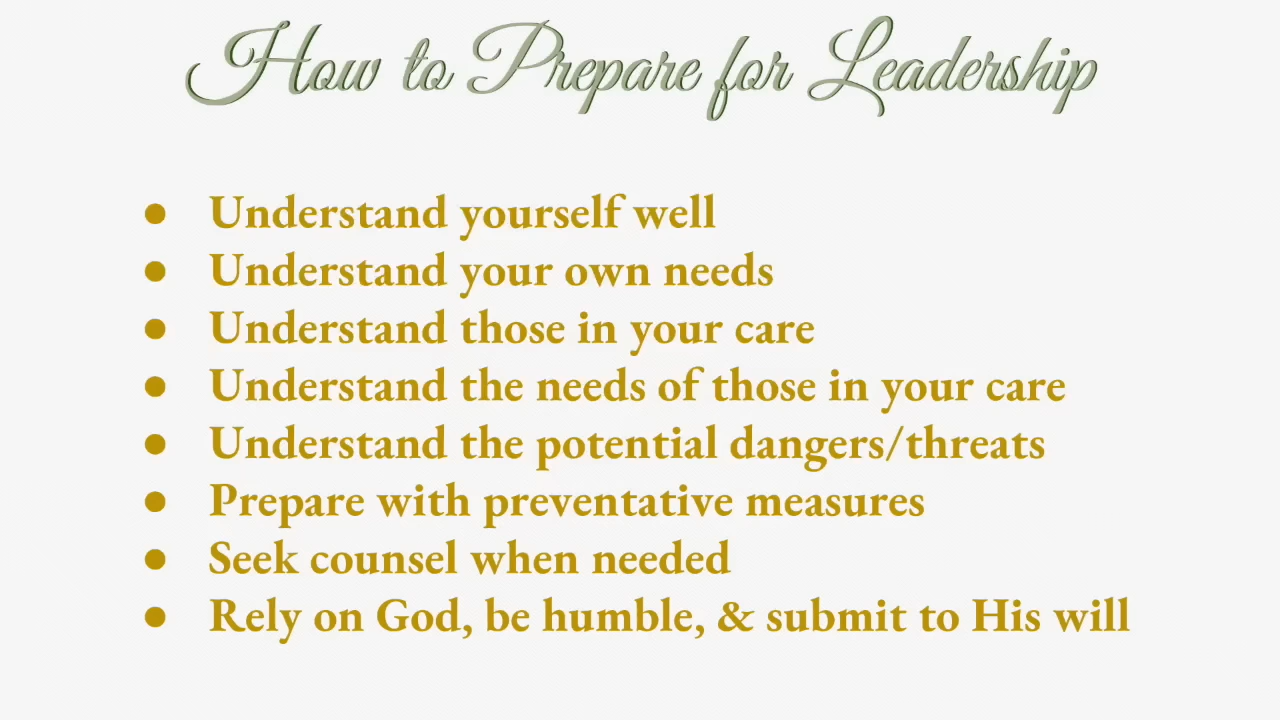 How to Prepare for Leadership
● Understand yourself well
● Understand your own needs
● Understand those in your care
● Understand the needs of those in your care
● Understand the potential dangers/threats
● Prepare with preventative measures
● Seek counsel when needed
● Rely on God, be humble, & submit to His will